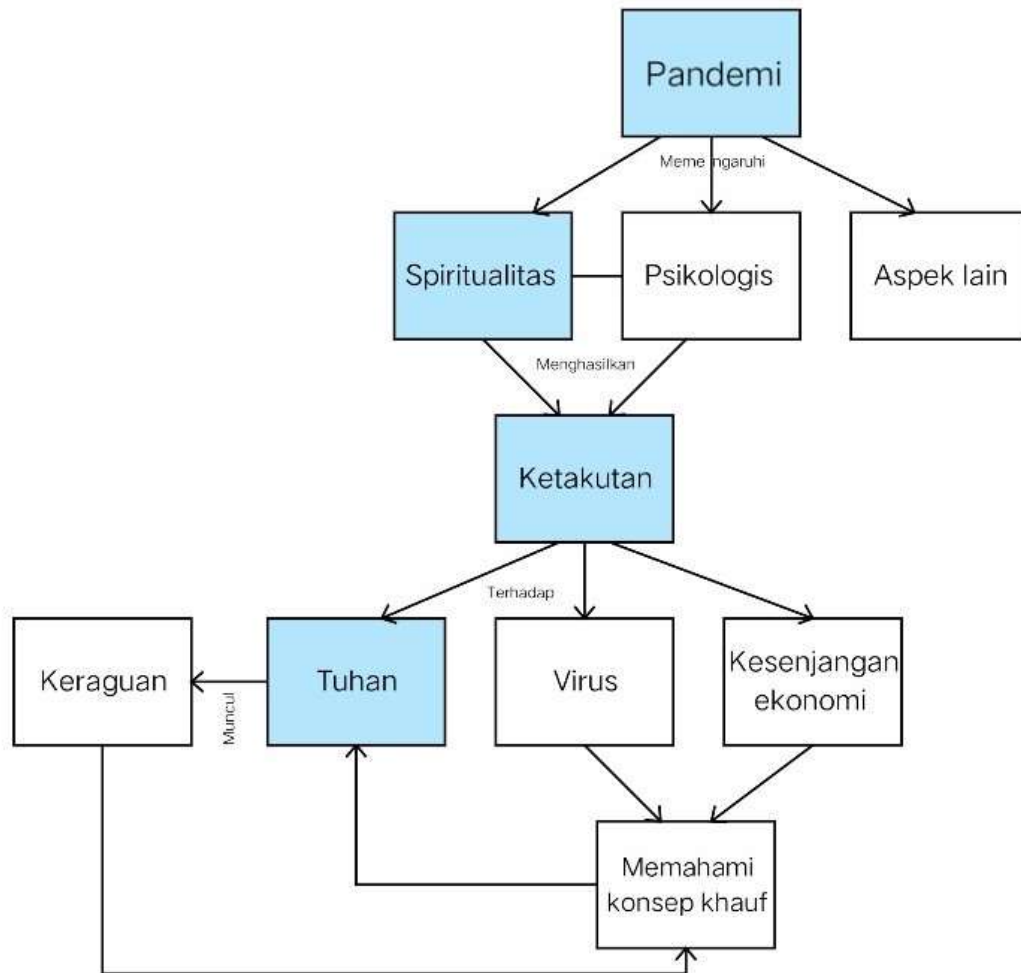 Pandemi
Memengaruhi
Spiritualitas
Psikologis
Aspek lain
Menghasilkan
Ketakutan
Terhadap
Keraguan
Muncul
Tuhan
Virus
Kesenjangan
ekonomi
Memahami
konsep khauf